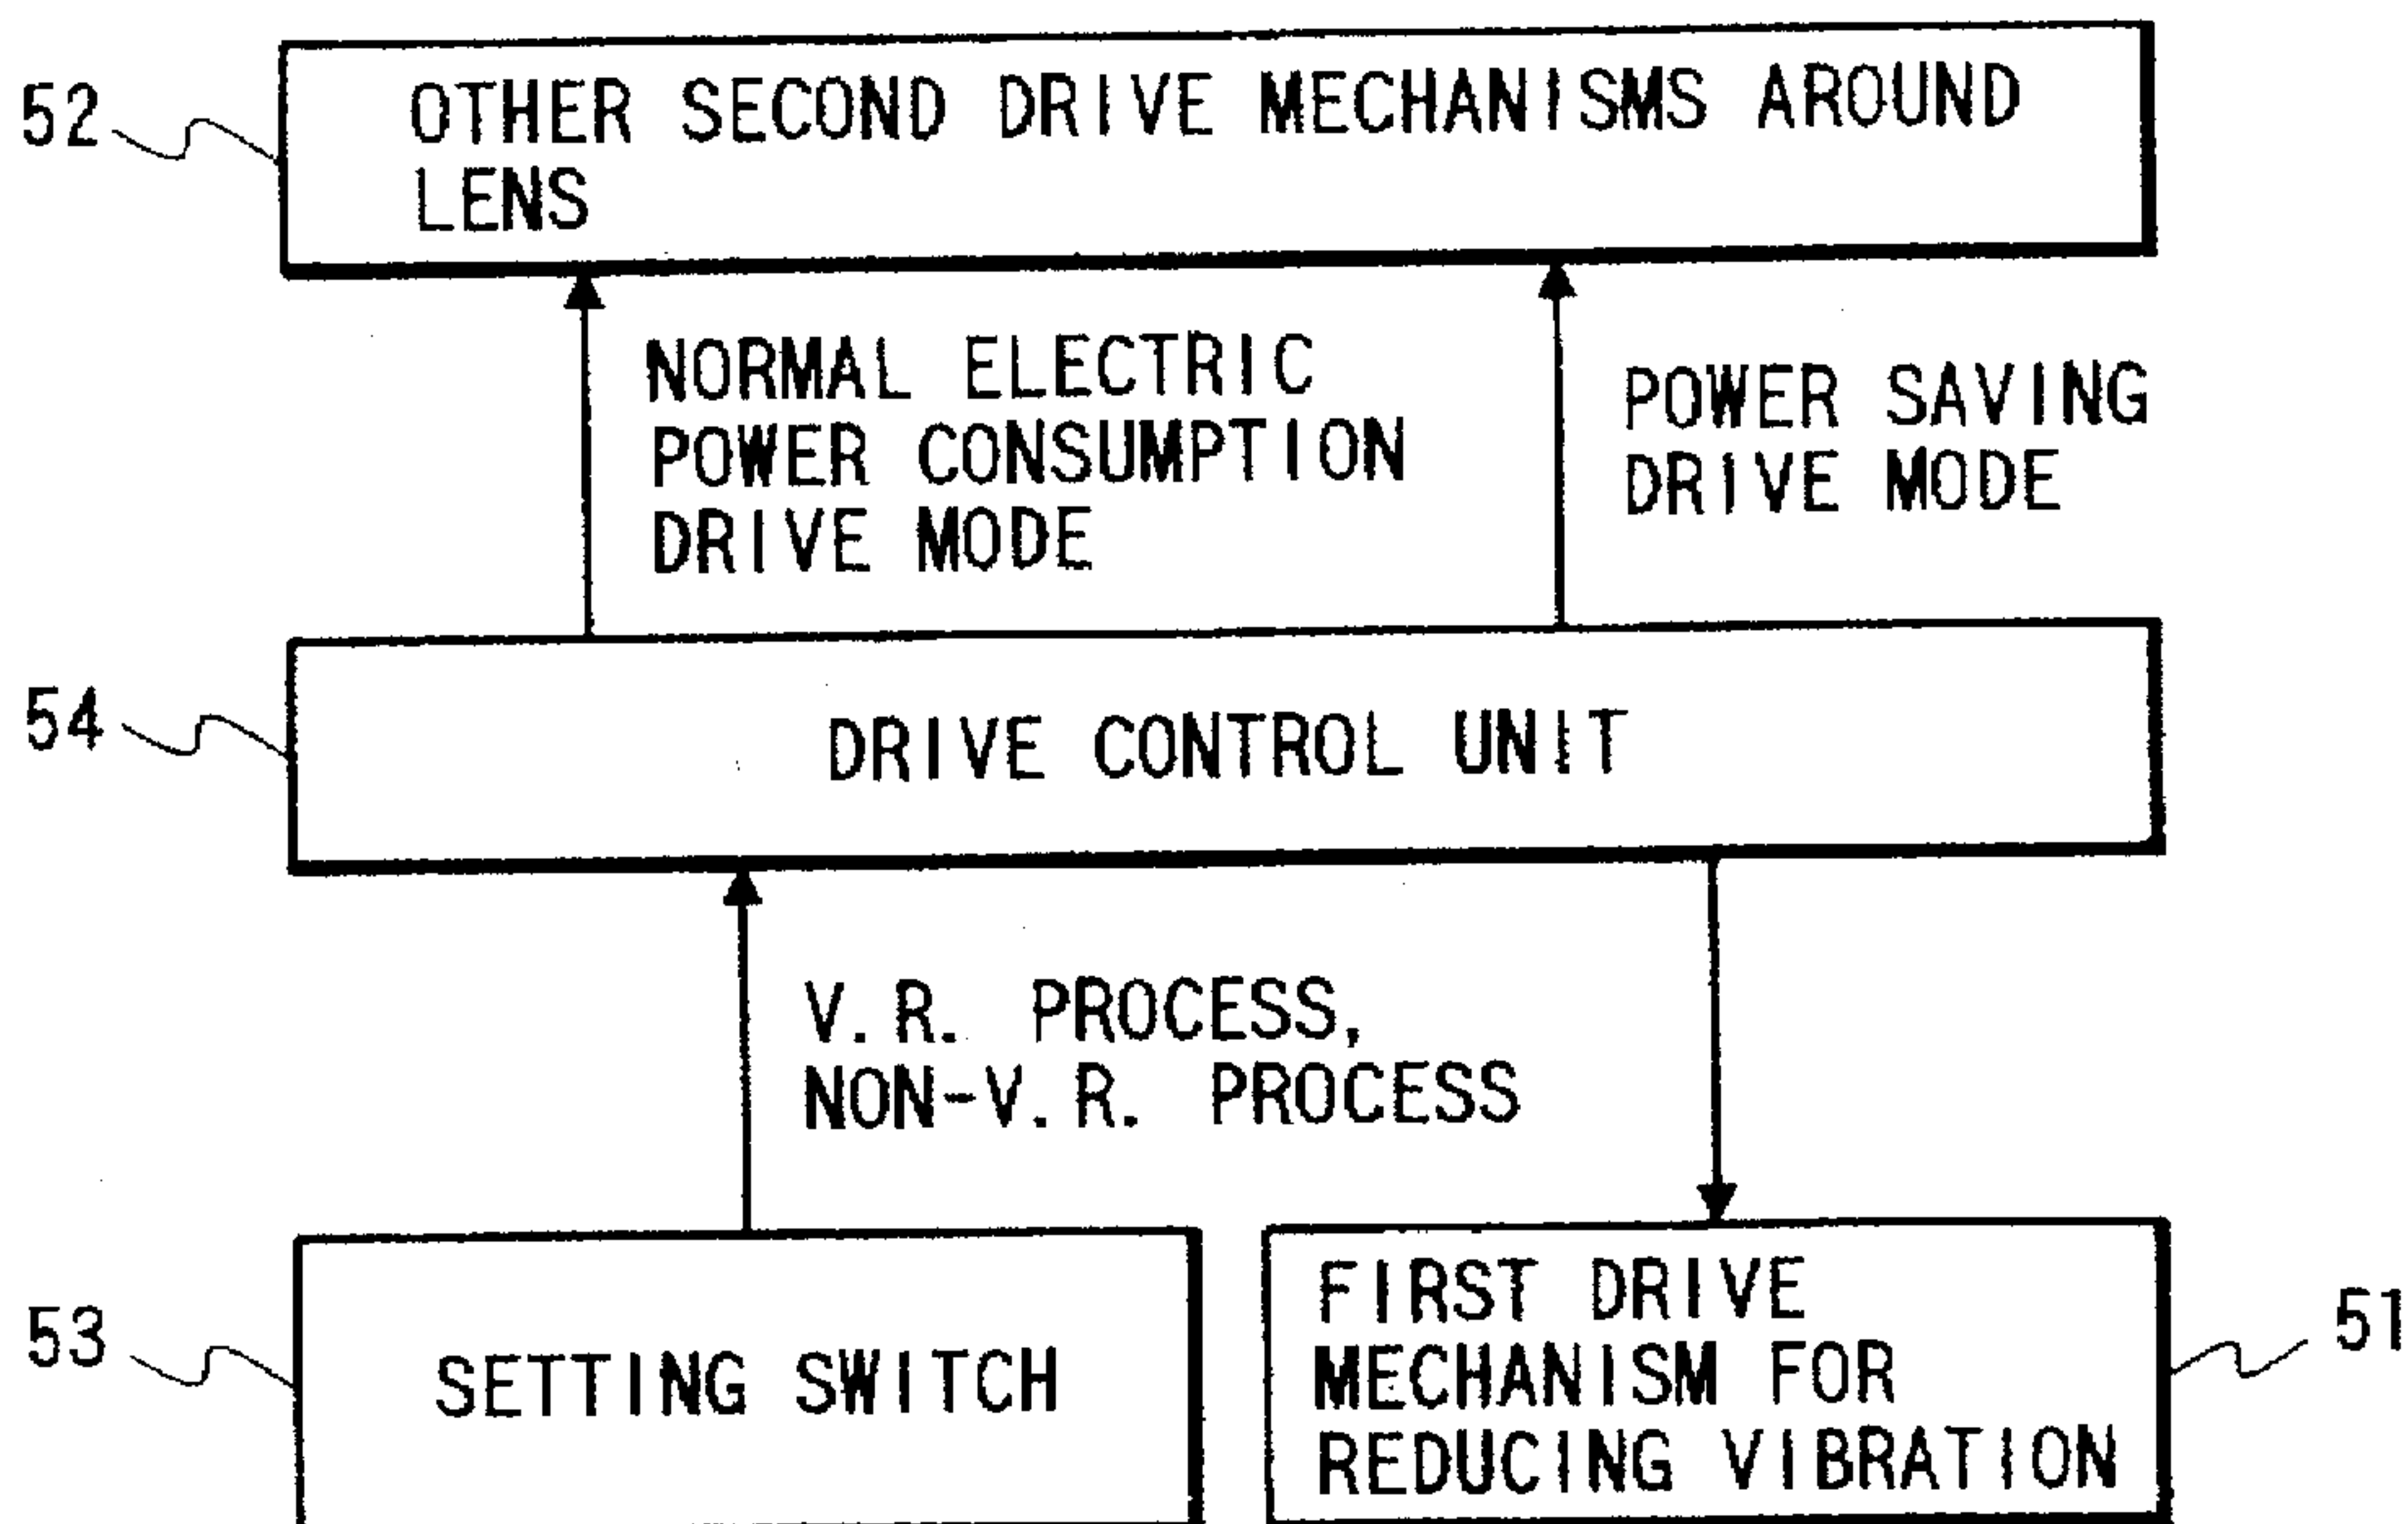 52
OTHER SECOND DRIVE MECHANISMS AROUND
LENS
NORMAL ELECTRIC
POWER CONSUMPTION
DRIVE MODE
POWER SAVING
DRIVE MODE
54
DRIVE CONTROL UNIT
V.R. PROCESS,
NON-V.R. PROCESS
53
SETTING SWITCH
FIRST DRIVE
MECHANISM FOR
REDUCING VIBRATION
51